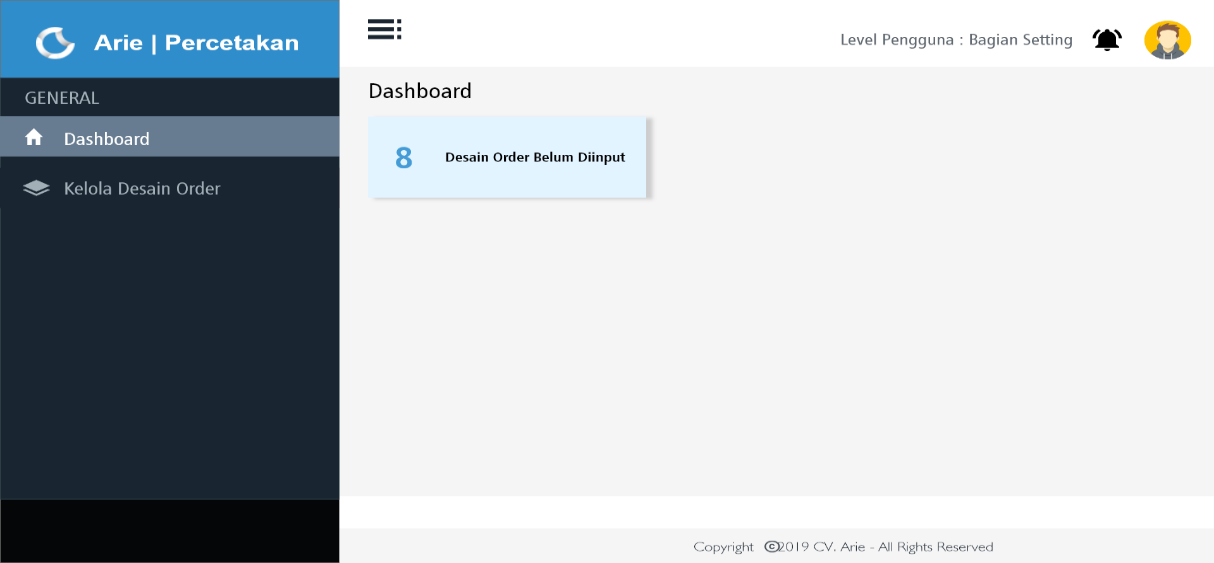 Arie | Percetakan
Level Pengguna : Bagian Setting
GENERAL
Dashboard
Kelola Desain Order
Dashboard
8 Desain Order Belum Diinput
Copyright ©2019 CV. Arie - All Rights Reserved